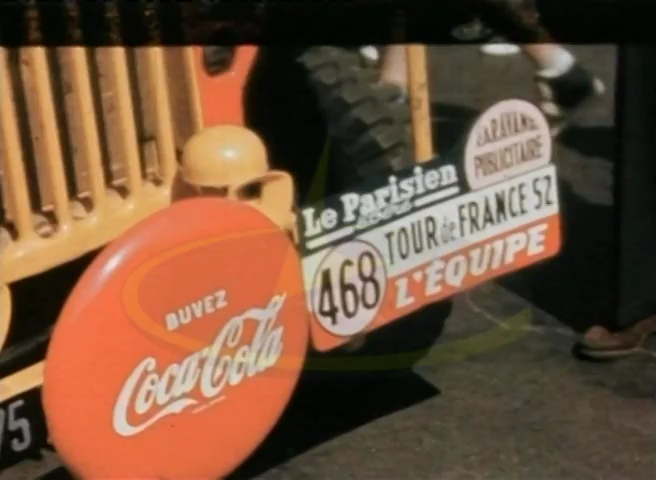 CARAVANE
PUBLICITAIRE
Le Parisien
TOUR de FRANCE 52
468
L'ÉQUIPE
BUVEZ
Coca-Cola
75